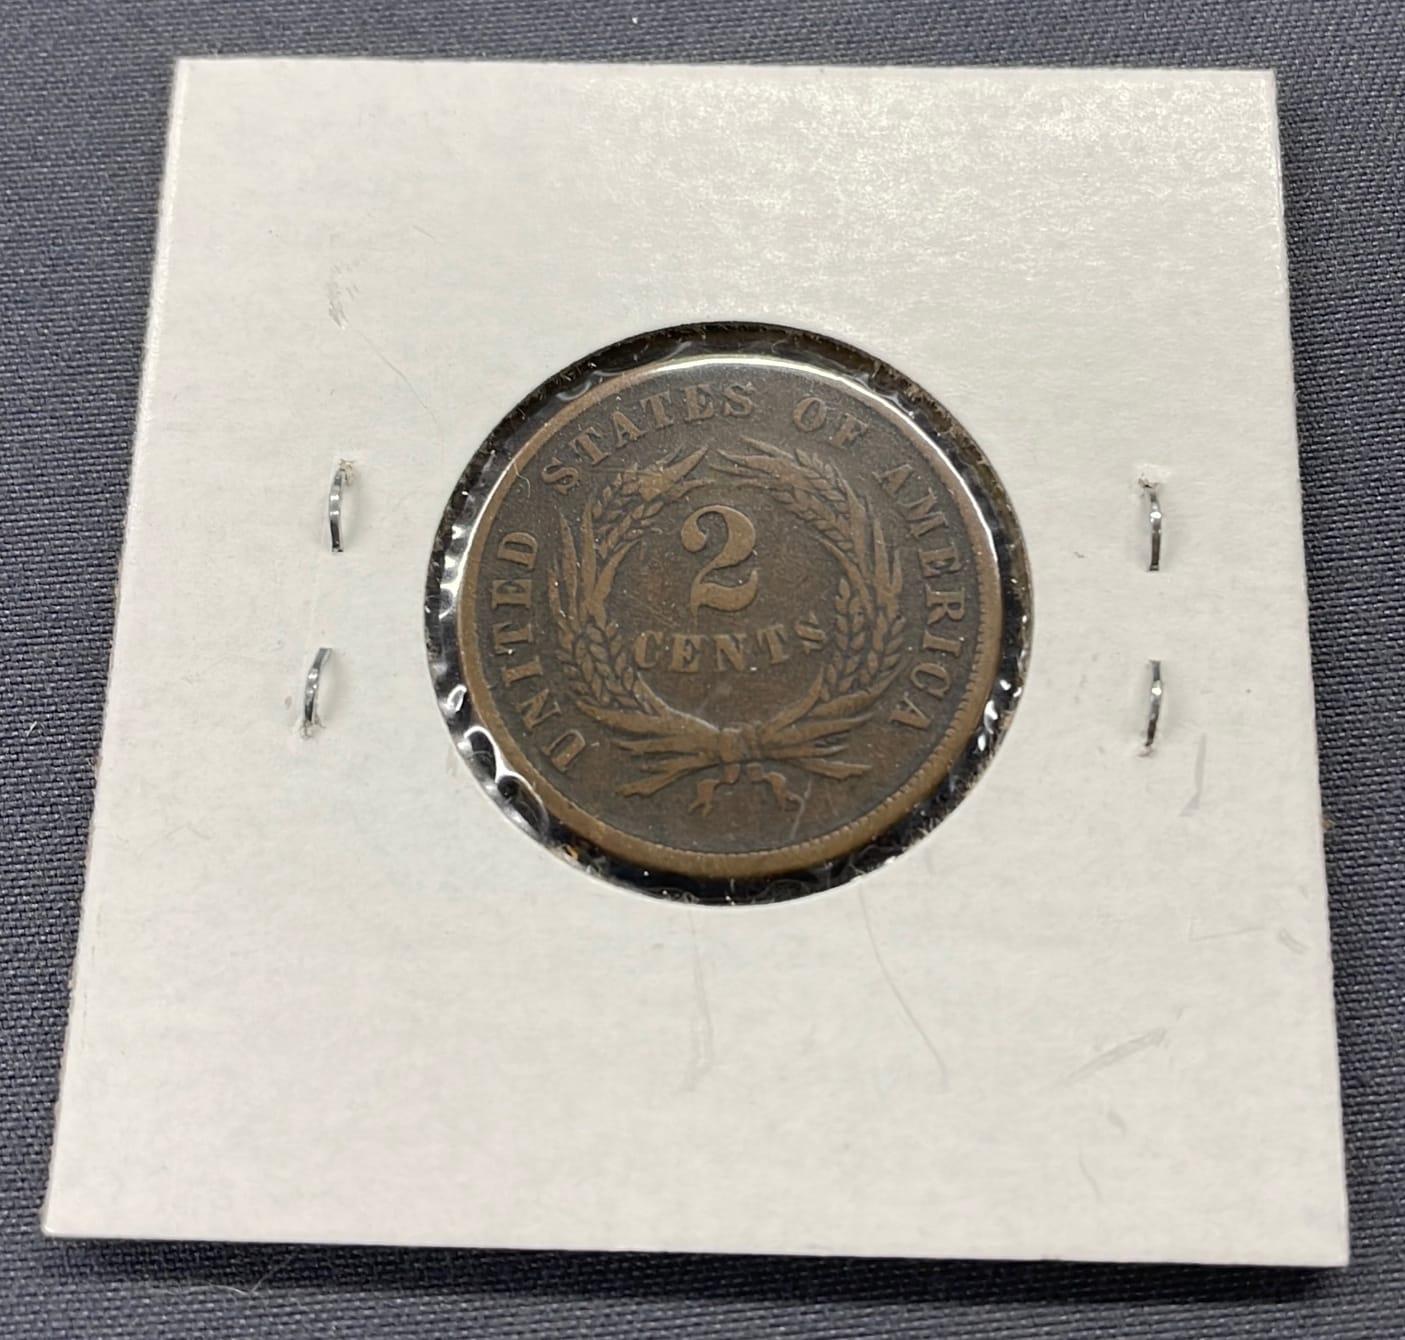 UNITED STATES OF AMERICA
2
CENTS